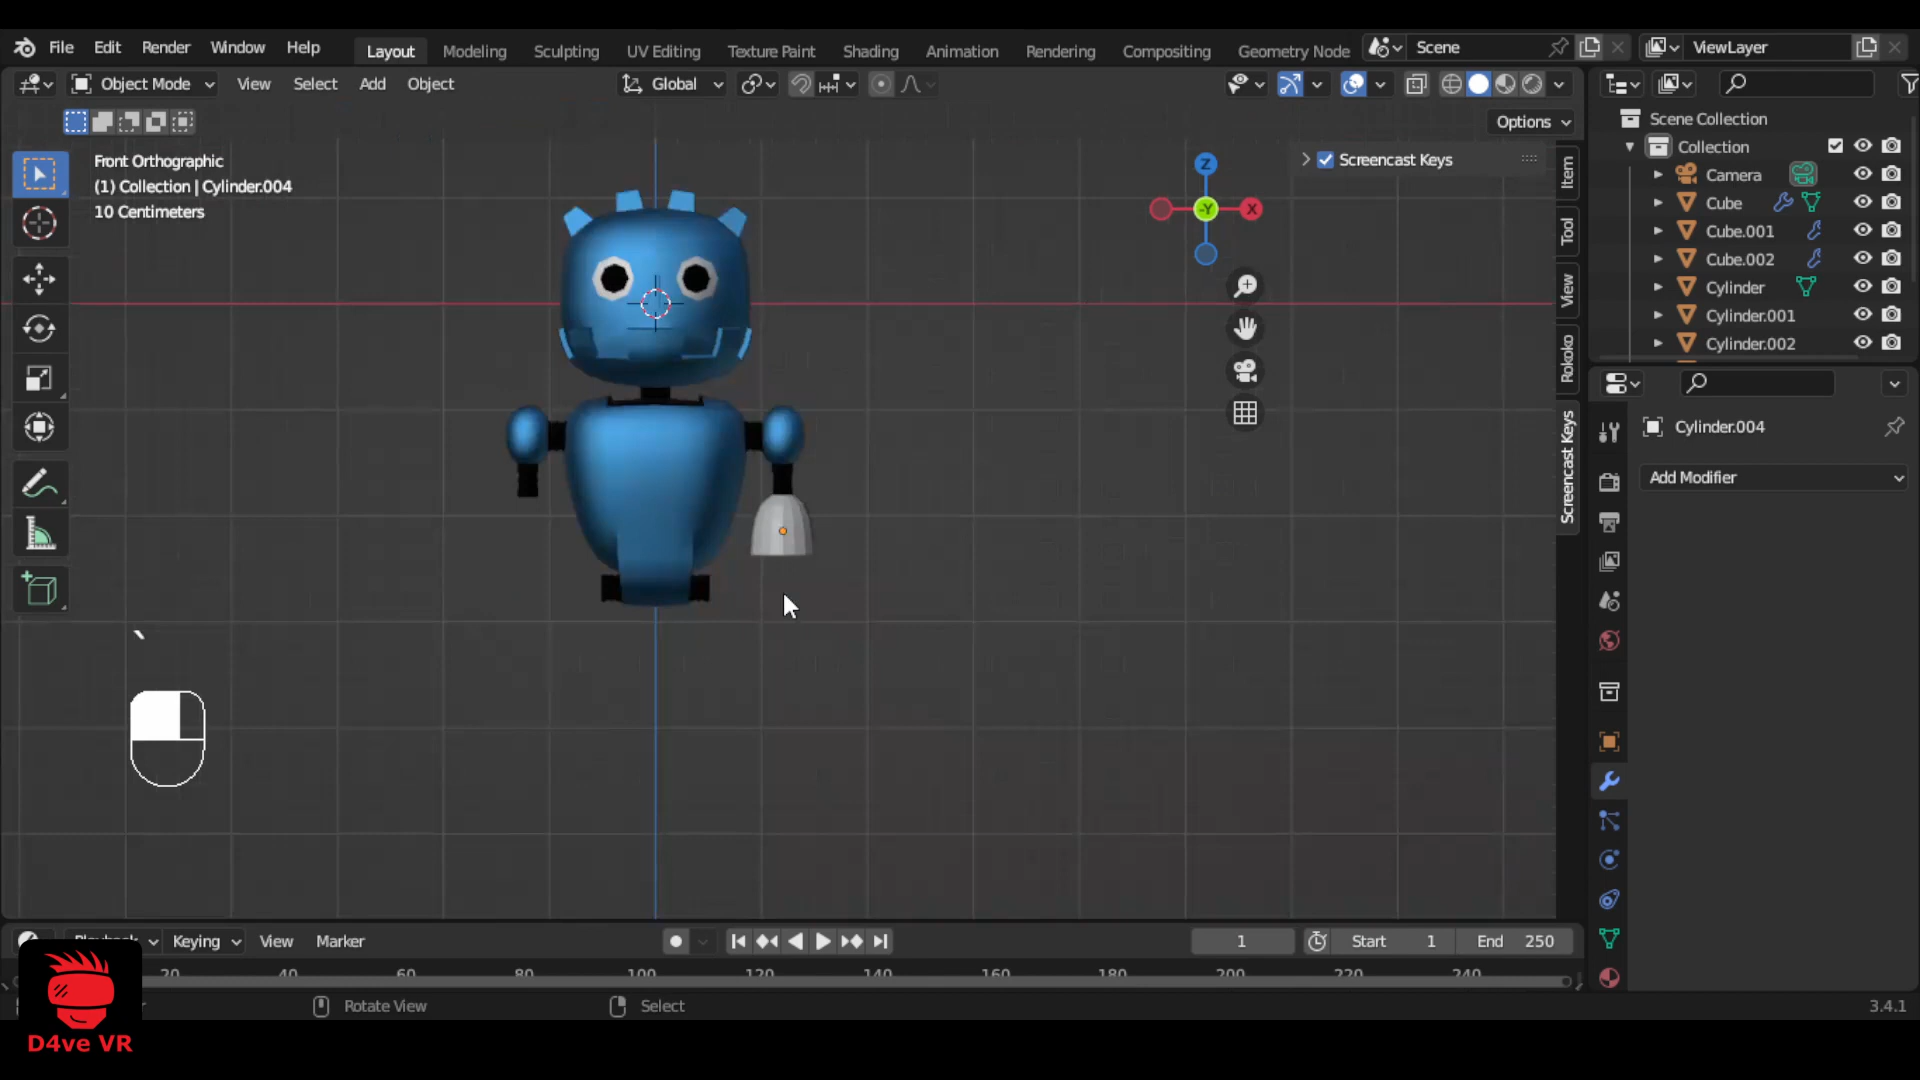 File Edit Render Window Help Layout Modeling Sculpting UV Editing Texture Paint Shading Animation Rendering Compositing Geometry Node Scene ViewLayer
Object Mode View Select Add Object Global
Options
Front Orthographic
(1) Collection | Cylinder.004
10 Centimeters
Screencast Keys
Z
-Y X
Item
Tool
View
Rokoko
Screencast Keys
Scene Collection
Collection
Camera
Cube
Cube.001
Cube.002
Cylinder
Cylinder.001
Cylinder.002
Cylinder.004
Add Modifier
`
Playback Keying View Marker 1 Start 1 End 250
20 40 60 80 100 120 140 160 180 200 220 240
Rotate View Select 3.4.1
D4ve VR